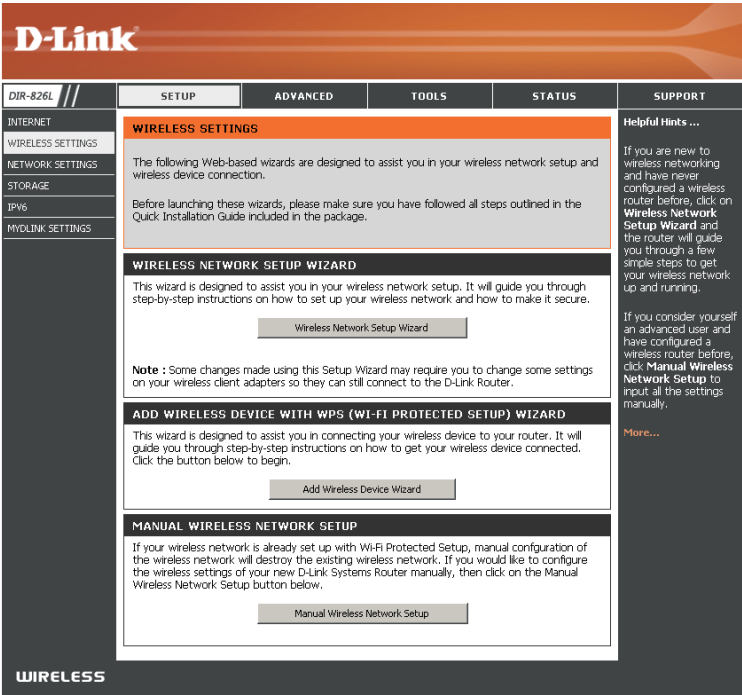 D-Link
DIR-826L
SETUP
ADVANCED
TOOLS
STATUS
SUPPORT
INTERNET
WIRELESS SETTINGS
NETWORK SETTINGS
STORAGE
IPV6
MYDLINK SETTINGS
WIRELESS SETTINGS
The following Web-based wizards are designed to assist you in your wireless network setup and
wireless device connection.
Before launching these wizards, please make sure you have followed all steps outlined in the
Quick Installation Guide included in the package.
WIRELESS NETWORK SETUP WIZARD
This wizard is designed to assist you in your wireless network setup. It will guide you through
step-by-step instructions on how to set up your wireless network and how to make it secure.
Wireless Network Setup Wizard
Note : Some changes made using this Setup Wizard may require you to change some settings
on your wireless client adapters so they can still connect to the D-Link Router.
ADD WIRELESS DEVICE WITH WPS (WI-FI PROTECTED SETUP) WIZARD
This wizard is designed to assist you in connecting your wireless device to your router. It will
guide you through step-by-step instructions on how to get your wireless device connected.
Click the button below to begin.
Add Wireless Device Wizard
MANUAL WIRELESS NETWORK SETUP
If your wireless network is already set up with Wi-Fi Protected Setup, manual confguration of
the wireless network will destroy the existing wireless network. If you would like to configure
the wireless settings of your new D-Link Systems Router manually, then click on the Manual
Wireless Network Setup button below.
Manual Wireless Network Setup
Helpful Hints ...
If you are new to
wireless networking
and have never
configured a wireless
router before, click on
Wireless Network
Setup Wizard and
the router will guide
you through a few
simple steps to get
your wireless network
up and running.
If you consider yourself
an advanced user and
have configured a
wireless router before,
click Manual Wireless
Network Setup to
input all the settings
manually.
More...
WIRELESS